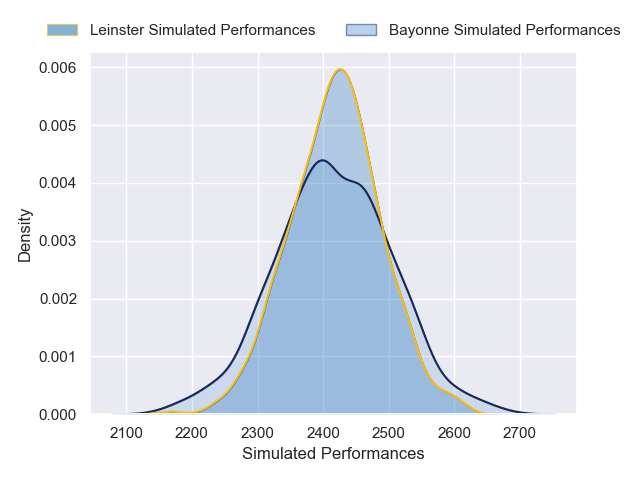 Leinster Simulated Performances Bayonne Simulated Performances
0.006
0.005
0.004
0.003
0.002
0.001
0.000
Density
2100 2200 2300 2400 2500 2600 2700
Simulated Performances